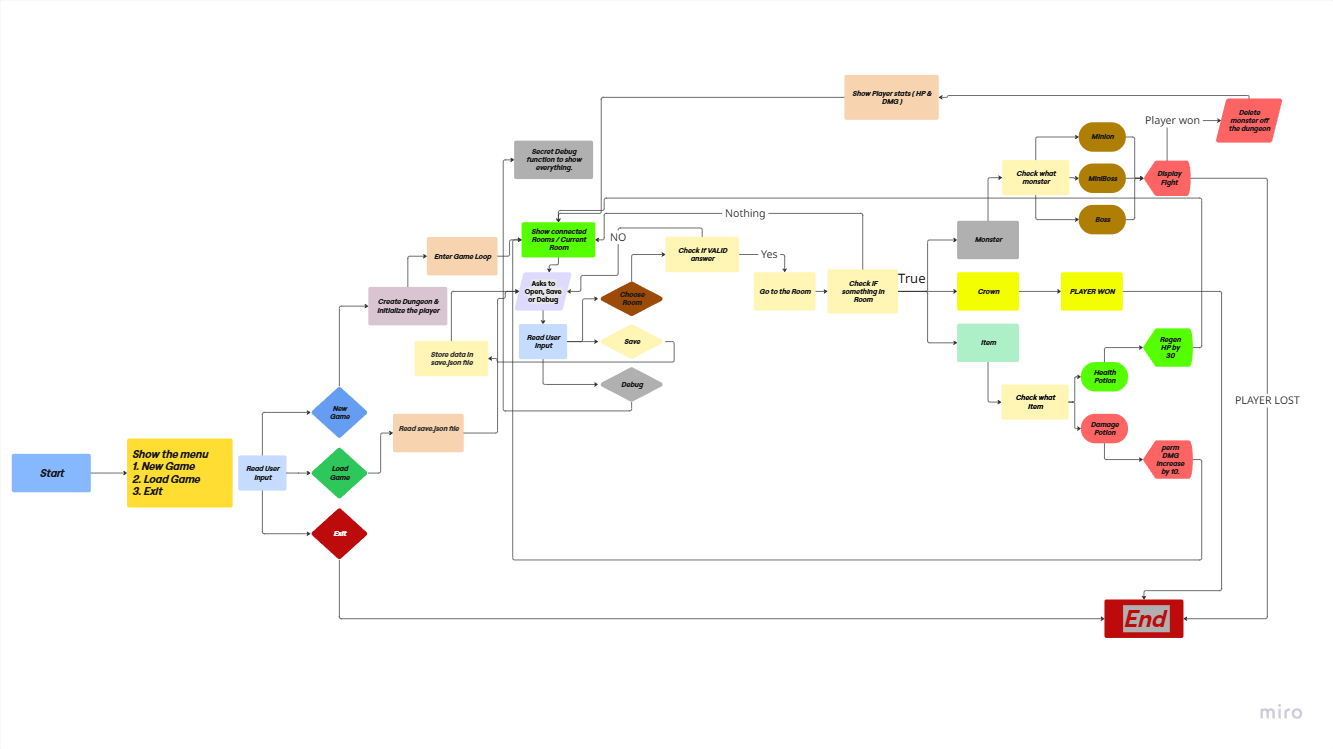 Show Player stats ( HP &
DMG )
Delete
monster off
the dungeon
Player won
Minion
Secret Debug
function to show
everything.
Check what
monster
MiniBoss
Display
Fight
Boss
Nothing
Show connected
Rooms / Current
Room
NO
Monster
Enter Game Loop
Check if VALID
answer
Yes
Asks to
Open, Save
or Debug
Choose
Room
Go to the Room
Check IF
something in
Room
True
Crown
PLAYER WON
Create Dungeon &
Initialize the player
Read User
Input
Save
Item
Regen
HP by
30
Store data in
save.json file
Debug
Health
Potion
Check what
Item
PLAYER LOST
New
Game
Read save.json file
Damage
Potion
perm
DMG
increase
by 10.
Start
Show the menu
1. New Game
2. Load Game
3. Exit
Read User
Input
Load
Game
Exit
End
miro